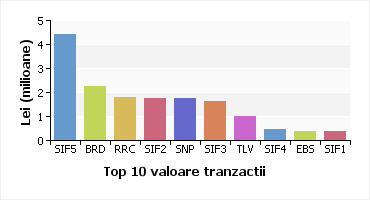 5
4
3
2
1
0
Lei (milioane)
SIF5 BRD RRC SIF2 SNP SIF3 TLV SIF4 EBS SIF1
Top 10 valoare tranzactii